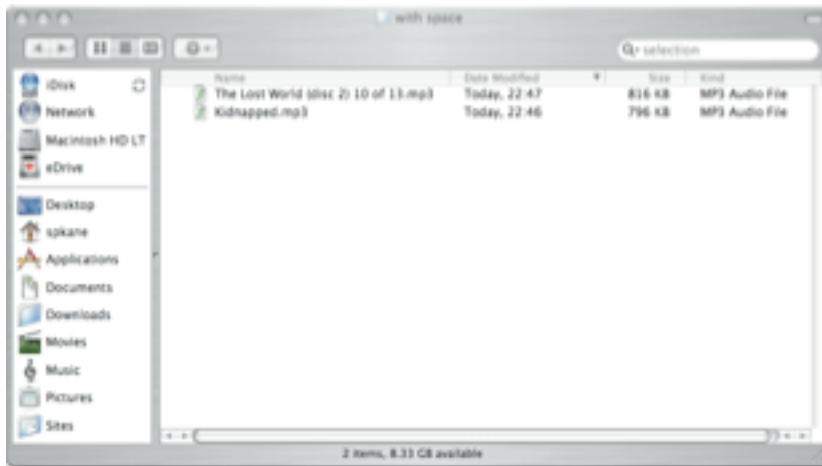 with space
selection
Name Date Modified Size Kind
The Lost World (disc 2) 10 of 13.mp3 Today, 22:47 816 KB MP3 Audio File
Kidnapped.mp3 Today, 22:46 796 KB MP3 Audio File
iDisk
Network
Macintosh HD LT
eDrive
Desktop
spkane
Applications
Documents
Downloads
Movies
Music
Pictures
Sites
2 items, 8.33 GB available